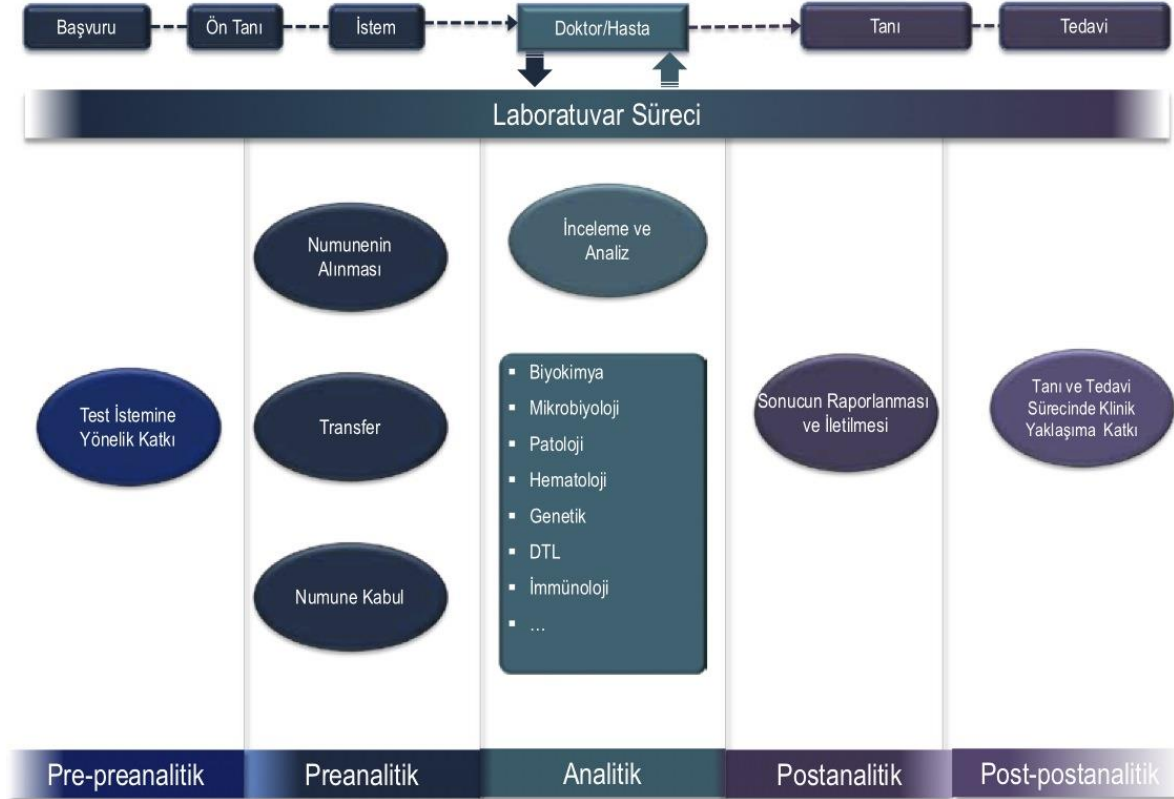 Başvuru
Ön Tanı
İstem
Doktor/Hasta
Tanı
Tedavi
Laboratuvar Süreci
Test İstemine
Yönelik Katkı
Numunenin
Alınması
Transfer
Numune Kabul
İnceleme ve
Analiz
▪ Biyokimya
▪ Mikrobiyoloji
▪ Patoloji
▪ Hematoloji
▪ Genetik
▪ DTL
▪ İmmünoloji
▪ …
Sonucun Raporlanması
ve İletilmesi
Tanı ve Tedavi
Sürecinde Klinik
Yaklaşıma Katkı
Pre-preanalitik
Preanalitik
Analitik
Postanalitik
Post-postanalitik